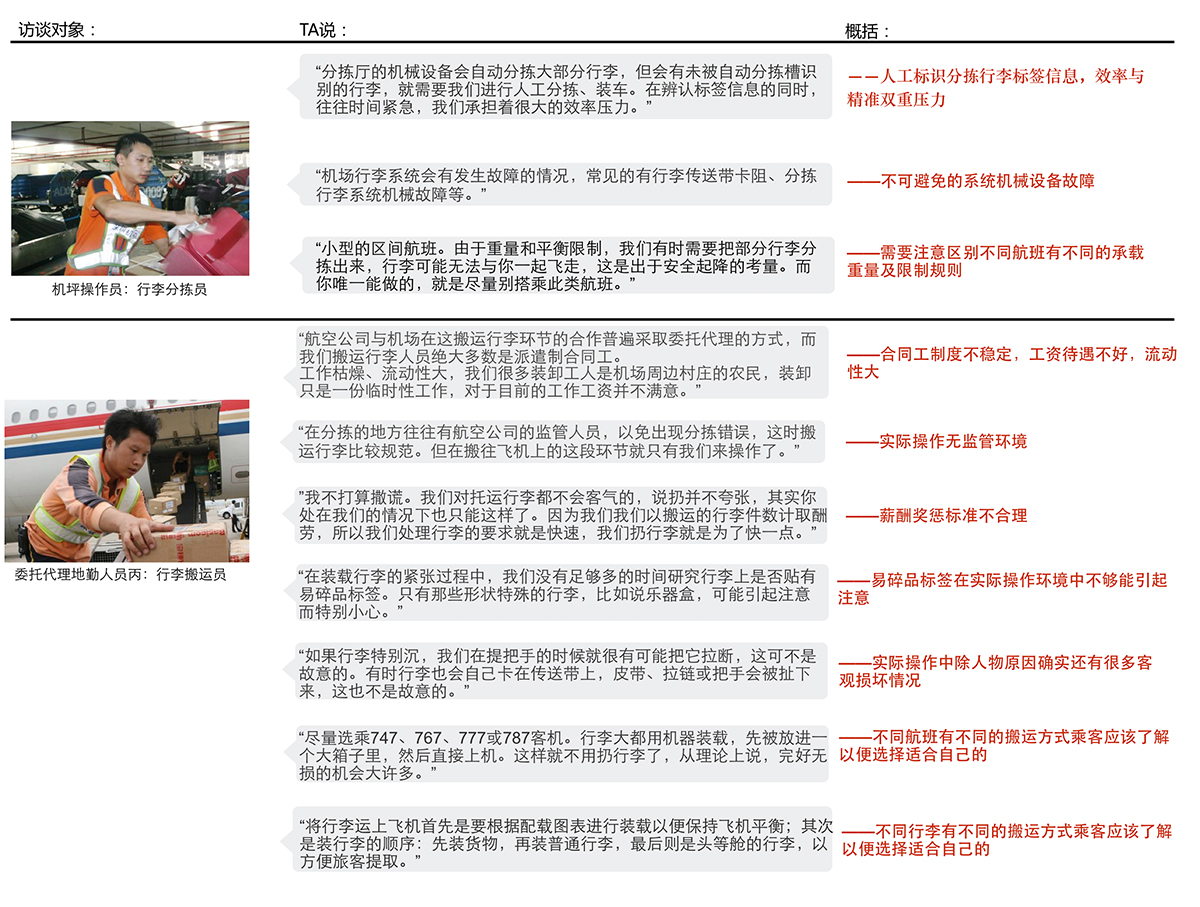 访谈对象：
TA说：
概括：
“分拣厅的机械设备会自动分拣大部分行李，但会有未被自动分拣槽识
别的行李，就需要我们进行人工分拣、装车。在辨认标签信息的同时，
往往时间紧急，我们承担着很大的效率压力。”
——人工标识分拣行李标签信息，效率与
精准双重压力
“机场行李系统会有发生故障的情况，常见的有行李传送带卡阻、分拣
行李系统机械故障等。”
——不可避免的系统机械设备故障
“小型的区间航班。由于重量和平衡限制，我们有时需要把部分行李分
拣出来，行李可能无法与你一起飞走，这是出于安全起降的考量。而
你唯一能做的，就是尽量别搭乘此类航班。”
——需要注意区别不同航班有不同的承载
重量及限制规则
机坪操作员：行李分拣员
“航空公司与机场在这搬运行李环节的合作普遍采取委托代理的方式，而
我们搬运行李人员绝大多数是派遣制合同工。
工作枯燥、流动性大，我们很多装卸工人是机场周边村庄的农民，装卸
只是一份临时性工作，对于目前的工作工资并不满意。”
——合同工制度不稳定，工资待遇不好，流动
性大
“在分拣的地方往往有航空公司的监管人员，以免出现分拣错误，这时搬
运行李比较规范。但在搬往飞机上的这段环节就只有我们来操作了。”
——实际操作无监管环境
”我不打算撒谎。我们对托运行李都不会客气的，说扔并不夸张，其实你
处在我们的情况下也只能这样了。因为我们我们以搬运的行李件数计取酬
劳，所以我们处理行李的要求就是快速，我们扔行李就是为了快一点。”
——薪酬奖惩标准不合理
委托代理地勤人员丙：行李搬运员
“在装载行李的紧张过程中，我们没有足够多的时间研究行李上是否贴有
易碎品标签。只有那些形状特殊的行李，比如说乐器盒，可能引起注意
而特别小心。”
——易碎品标签在实际操作环境中不够能引起
注意
“如果行李特别沉，我们在提把手的时候就很有可能把它拉断，这可不是
故意的。有时行李也会自己卡在传送带上，皮带、拉链或把手会被扯下
来，这也不是故意的。”
——实际操作中除人物原因确实还有很多客
观损坏情况
“尽量选乘747、767、777或787客机。行李大都用机器装载，先被放进一
个大箱子里，然后直接上机。这样就不用扔行李了，从理论上说，完好无
损的机会大许多。”
——不同航班有不同的搬运方式乘客应该了解
以便选择适合自己的
“将行李运上飞机首先是要根据配载图表进行装载以便保持飞机平衡；其次
是装行李的顺序：先装货物，再装普通行李，最后则是头等舱的行李，以
方便旅客提取。”
——不同行李有不同的搬运方式乘客应该了解
以便选择适合自己的